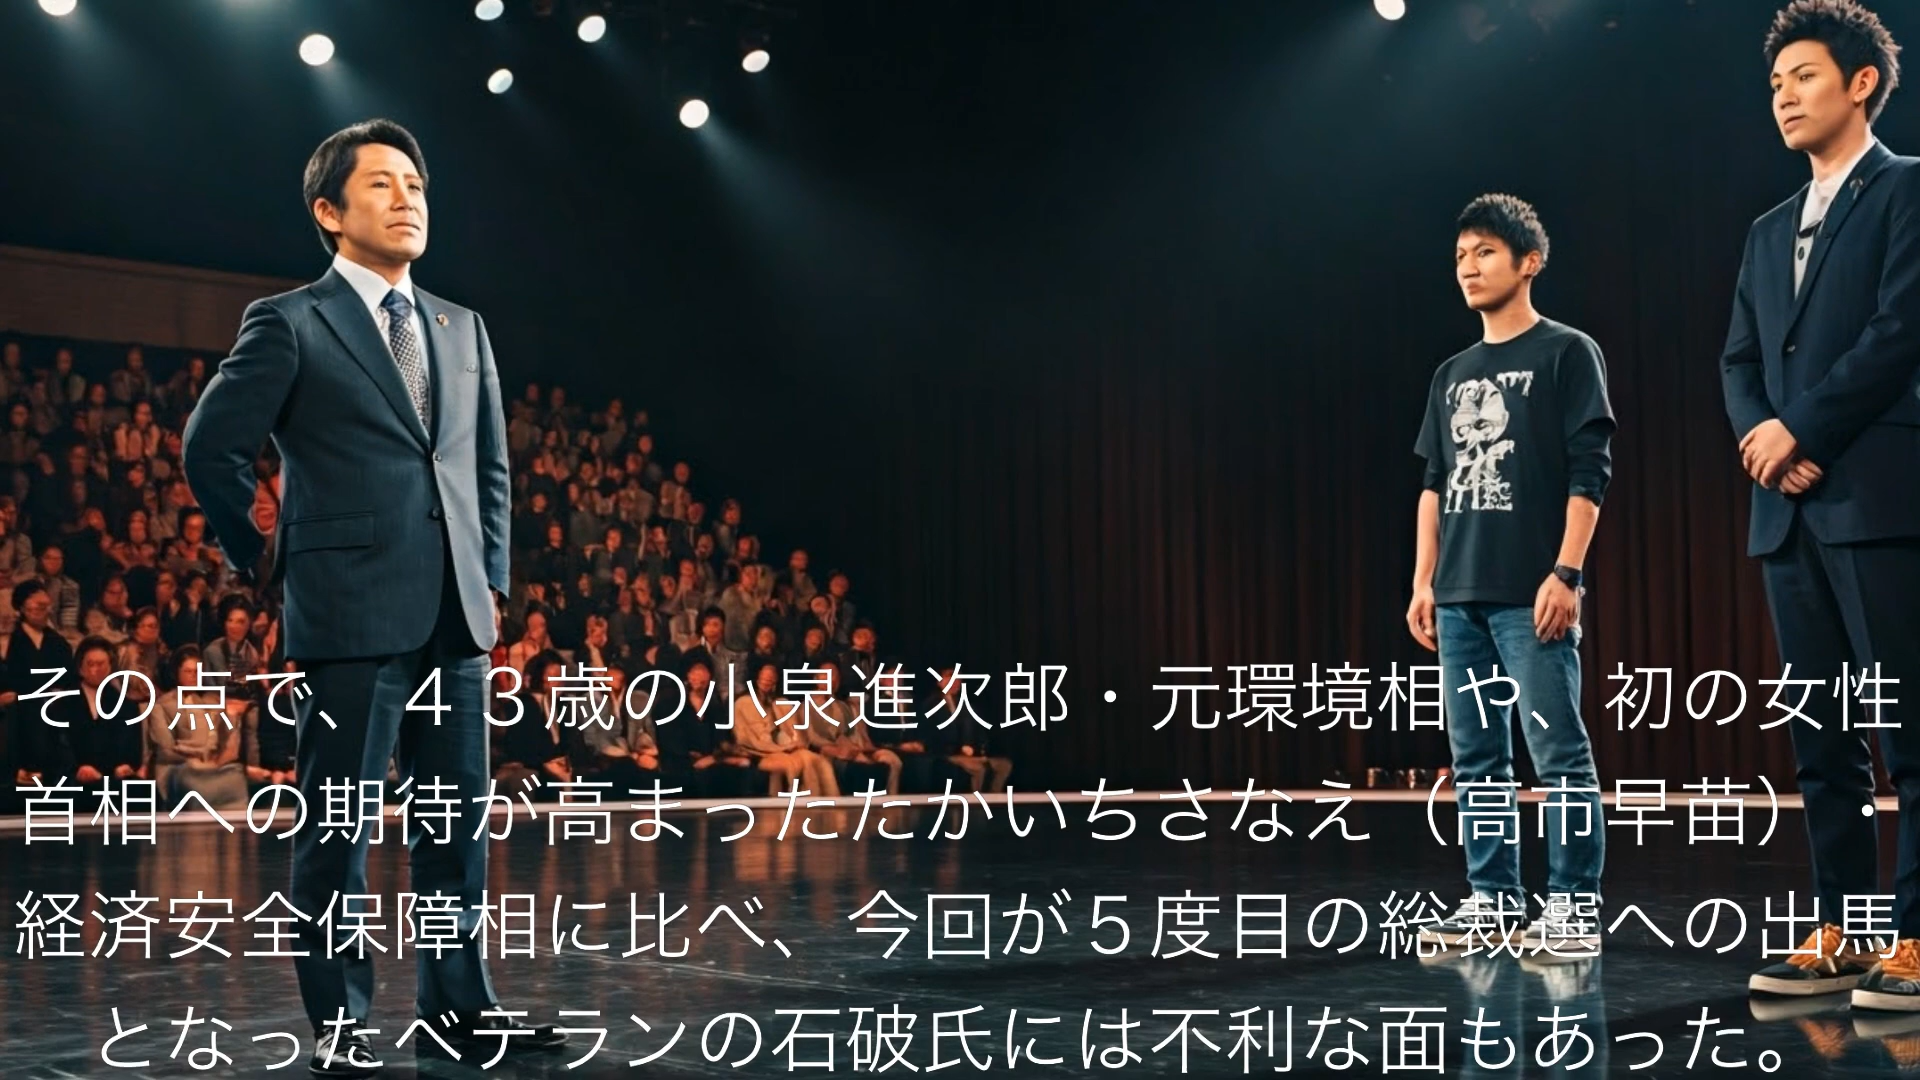 その点で、４３歳の小泉進次郎・元環境相や、初の女性
首相への期待が高まったたかいちさなえ（高市早苗）・
経済安全保障相に比べ、今回が５度目の総裁選への出馬
となったベテランの石破氏には不利な面もあった。